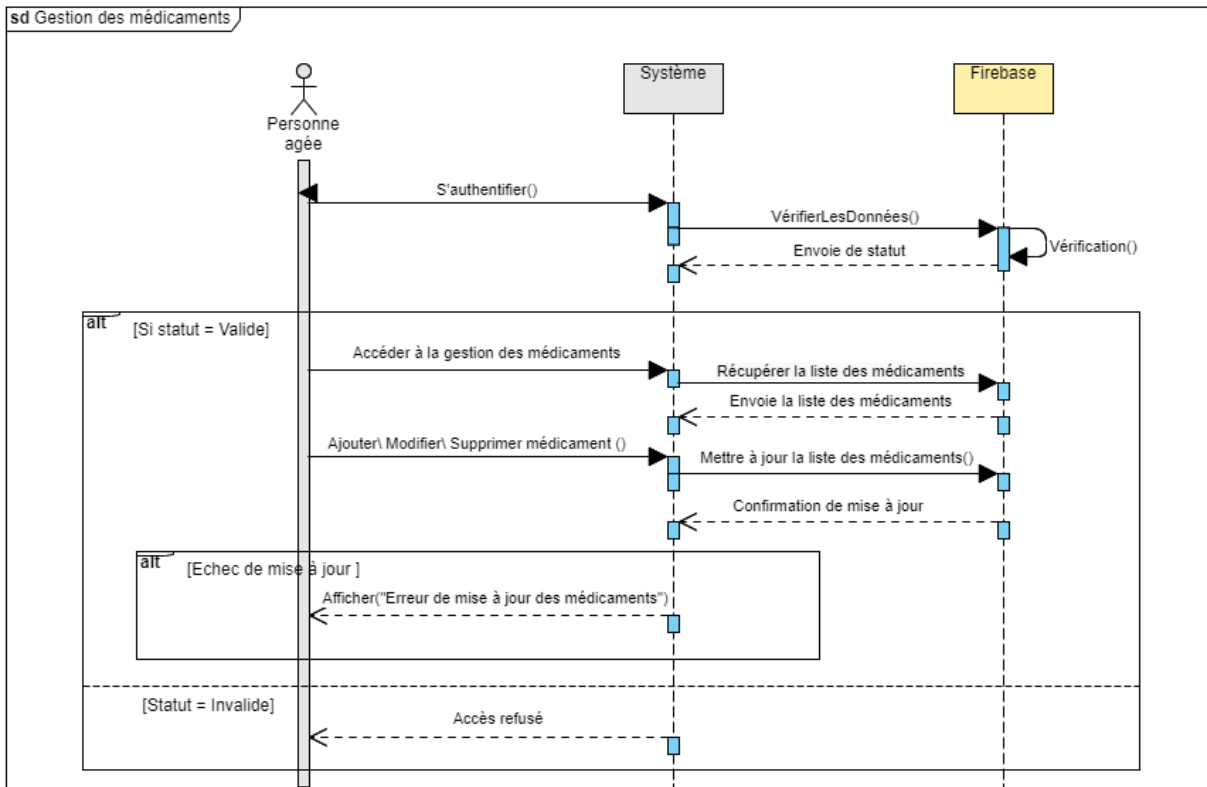 sd Gestion des médicaments
Système
Firebase
Personne
agée
S'authentifier()
VérifierLesDonnées()
Vérification()
Envoie de statut
alt
[Si statut = Valide]
Accéder à la gestion des médicaments
Récupérer la liste des médicaments
Envoie la liste des médicaments
Ajouter\ Modifier\ Supprimer médicament ()
Mettre à jour la liste des médicaments()
Confirmation de mise à jour
alt
[Echec de mise à jour ]
Afficher("Erreur de mise à jour des médicaments")
[Statut = Invalide]
Accès refusé